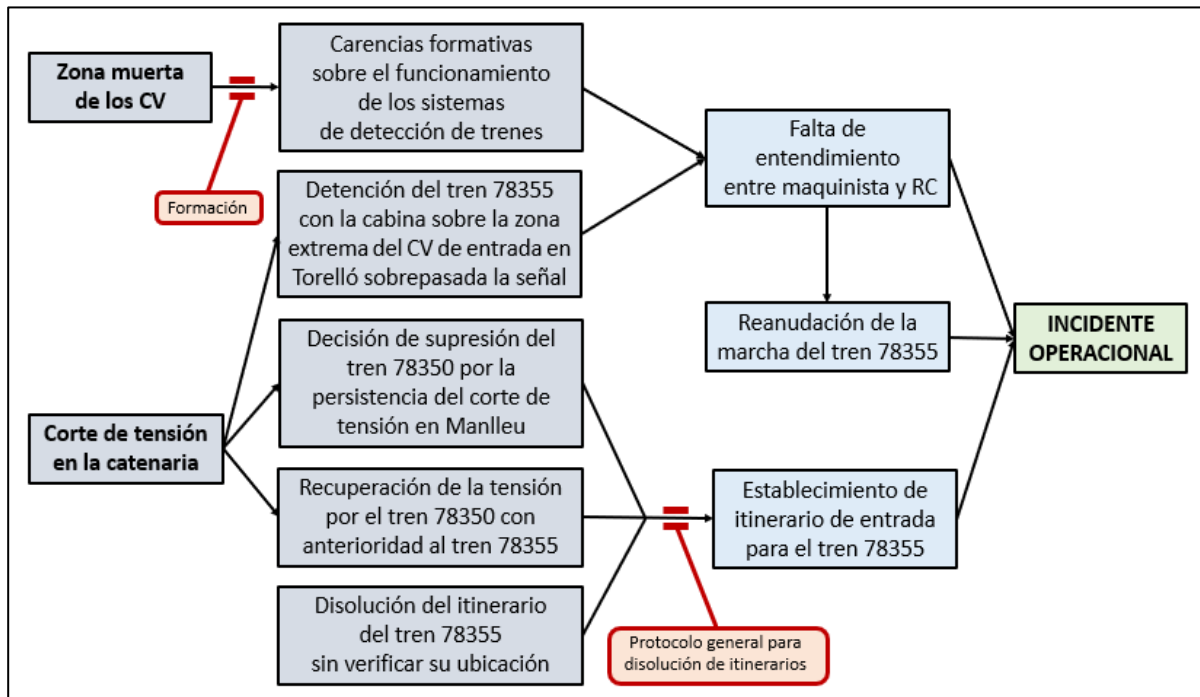 Zona muerta
de los CV
Carencias formativas
sobre el funcionamiento
de los sistemas
de detección de trenes
Formación
Detención del tren 78355
con la cabina sobre la zona
extrema del CV de entrada en
Torelló sobrepasada la señal
Falta de
entendimiento
entre maquinista y RC
Reanudación de la
marcha del tren 78355
INCIDENTE
OPERACIONAL
Decisión de supresión del
tren 78350 por la
persistencia del corte de
tensión en Manlleu
Corte de tensión
en la catenaria
Recuperación de la tensión
por el tren 78350 con
anterioridad al tren 78355
Establecimiento de
itinerario de entrada
para el tren 78355
Disolución del itinerario
del tren 78355
sin verificar su ubicación
Protocolo general para
disolución de itinerarios